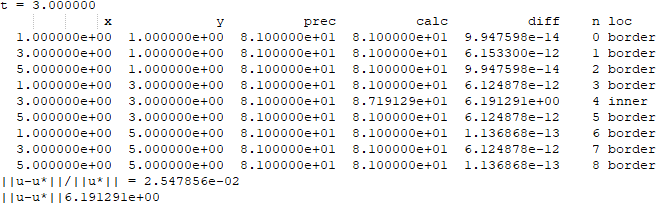 t = 3.000000
x y prec calc diff n loc
1.000000e+00 1.000000e+00 8.100000e+01 8.100000e+01 9.947598e-14 0 border
3.000000e+00 1.000000e+00 8.100000e+01 8.100000e+01 6.153300e-12 1 border
5.000000e+00 1.000000e+00 8.100000e+01 8.100000e+01 9.947598e-14 2 border
1.000000e+00 3.000000e+00 8.100000e+01 8.100000e+01 6.124878e-12 3 border
3.000000e+00 3.000000e+00 8.100000e+01 8.719129e+01 6.191291e+00 4 inner
5.000000e+00 3.000000e+00 8.100000e+01 8.100000e+01 6.124878e-12 5 border
1.000000e+00 5.000000e+00 8.100000e+01 8.100000e+01 1.136868e-13 6 border
3.000000e+00 5.000000e+00 8.100000e+01 8.100000e+01 6.124878e-12 7 border
5.000000e+00 5.000000e+00 8.100000e+01 8.100000e+01 1.136868e-13 8 border
||u-u*||/||u*|| = 2.547856e-02
||u-u*||6.191291e+00